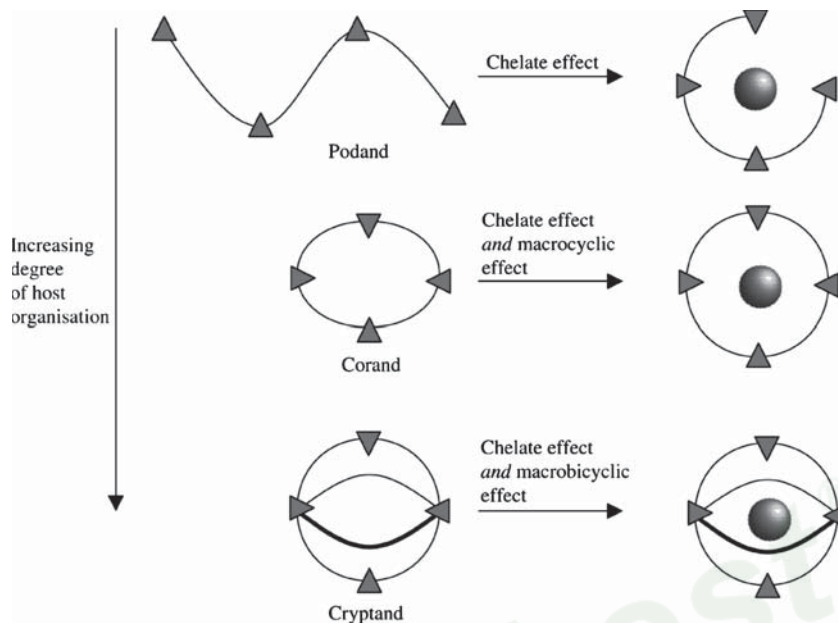 Chelate effect
Podand
Increasing
degree
of host
organisation
Chelate effect
and macrocyclic
effect
Corand
Chelate effect
and macrobicyclic
effect
Cryptand